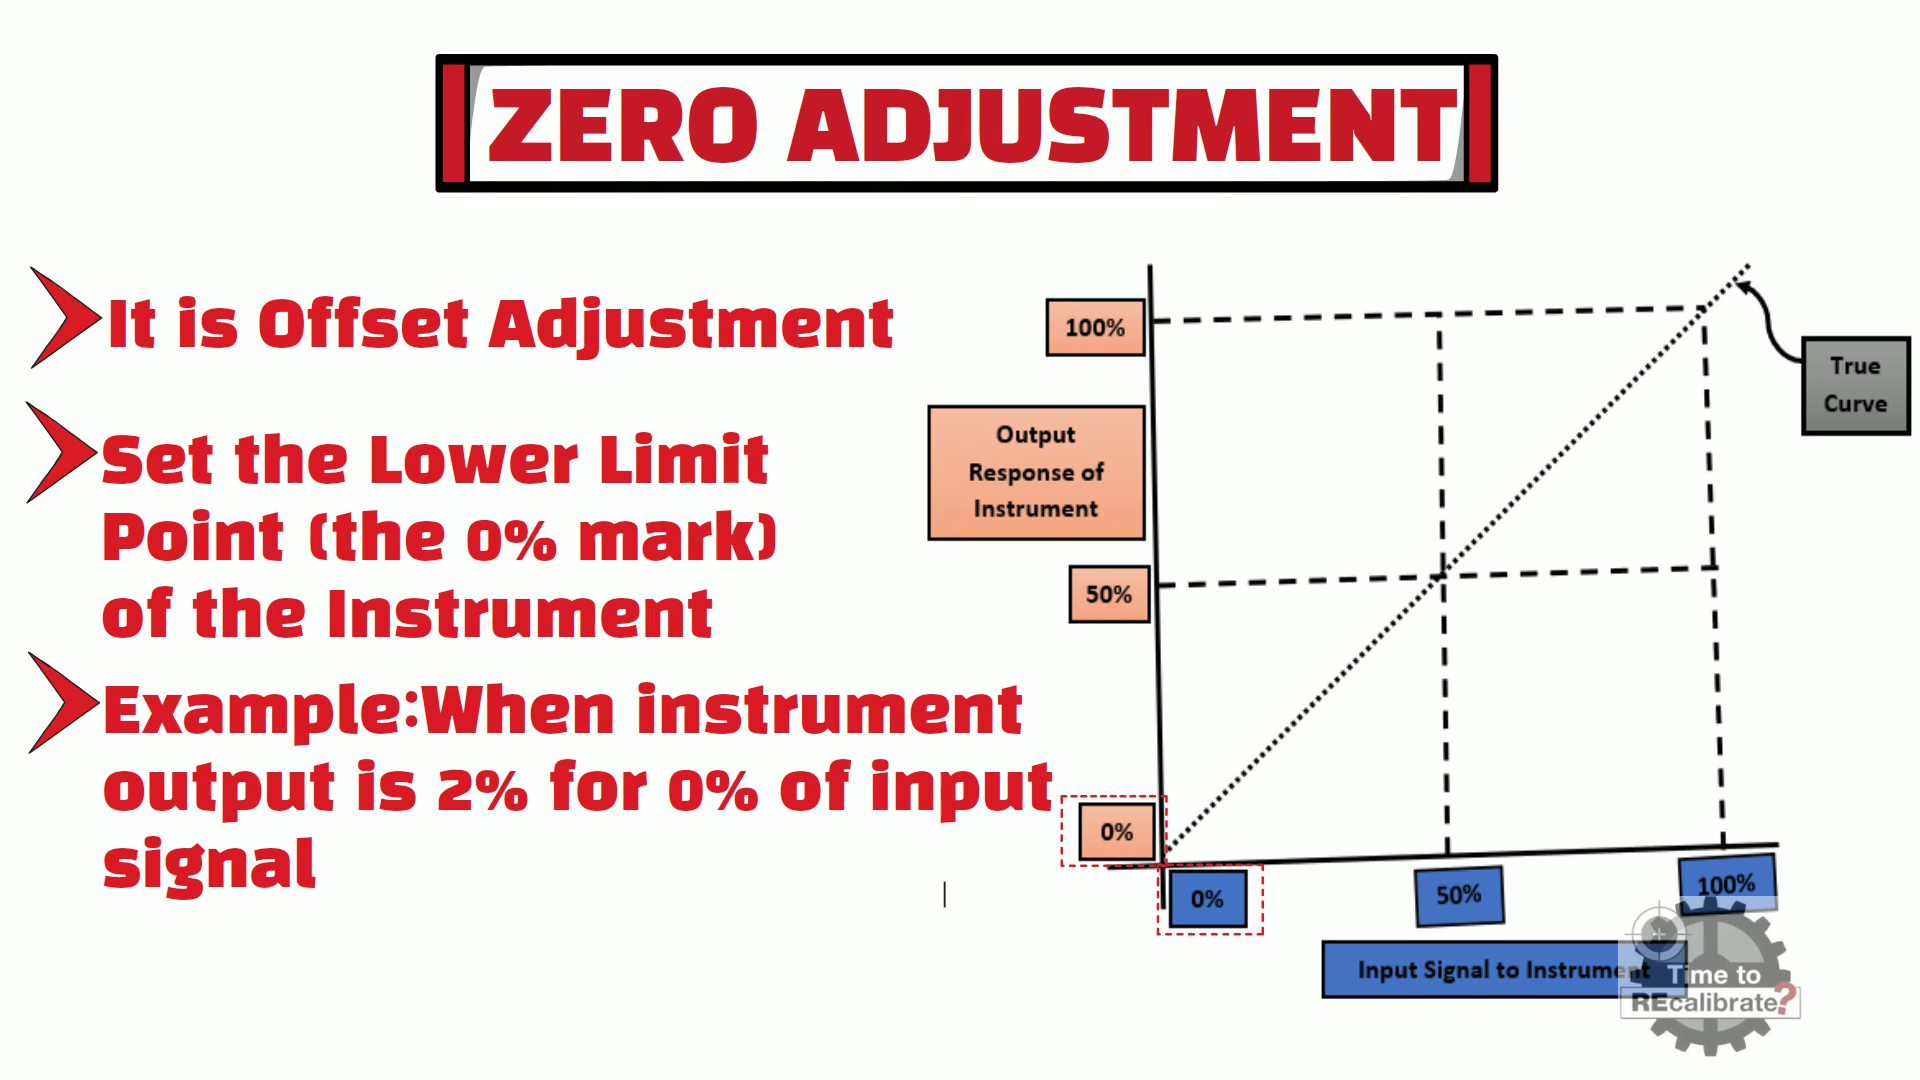 ZERO ADJUSTMENT
It is Offset Adjustment
Set the Lower Limit
Point (the 0% mark)
of the Instrument
Example:When instrument
output is 2% for 0% of input
signal
100%
True
Curve
Output
Response of
Instrument
50%
0%
0%
50%
100%
Input Signal to Instrument
Time to
REcalibrate?